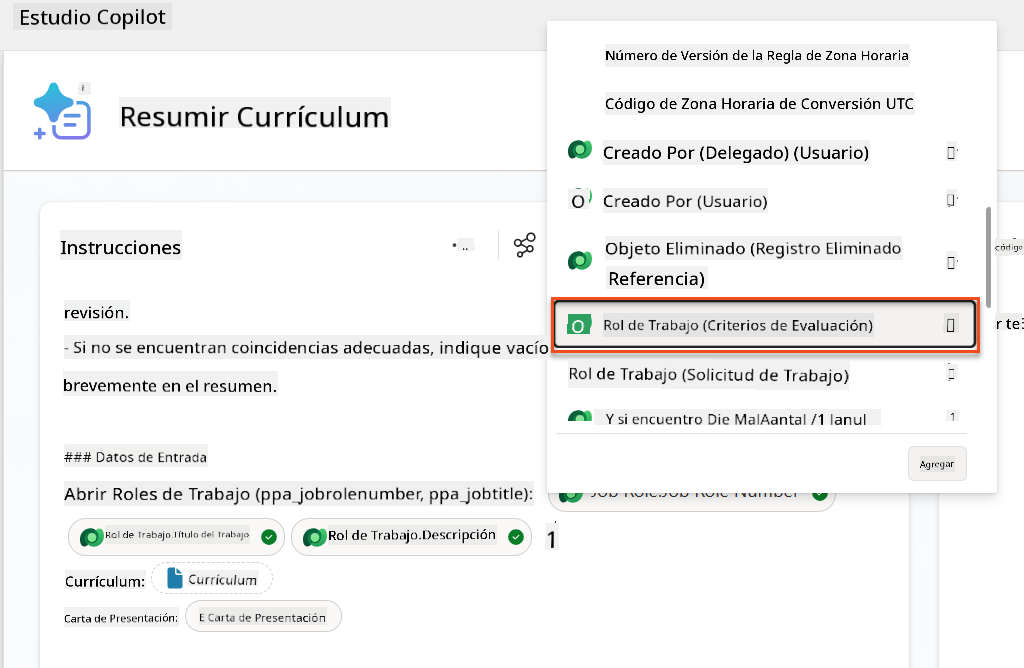 Estudio Copilot
Resumir Currículum
Número de Versión de la Regla de Zona Horaria
Código de Zona Horaria de Conversión UTC
Creado Por (Delegado) (Usuario)
Creado Por (Usuario)
Objeto Eliminado (Registro Eliminado
Referencia)
Rol de Trabajo (Criterios de Evaluación)
Rol de Trabajo (Solicitud de Trabajo)
Y si encuentro Die MalAantal /1 Ianul
1
Agregar
Instrucciones
revisión.
- Si no se encuentran coincidencias adecuadas, indique vacío
brevemente en el resumen.
### Datos de Entrada
Abrir Roles de Trabajo (ppa_jobrolenumber, ppa_jobtitle):
Job Role.Job Role Number
Rol de Trabajo.Título del Trabajo
Rol de Trabajo.Descripción
1
Currículum:
Currículum
Carta de Presentación:
E Carta de Presentación
código
r te